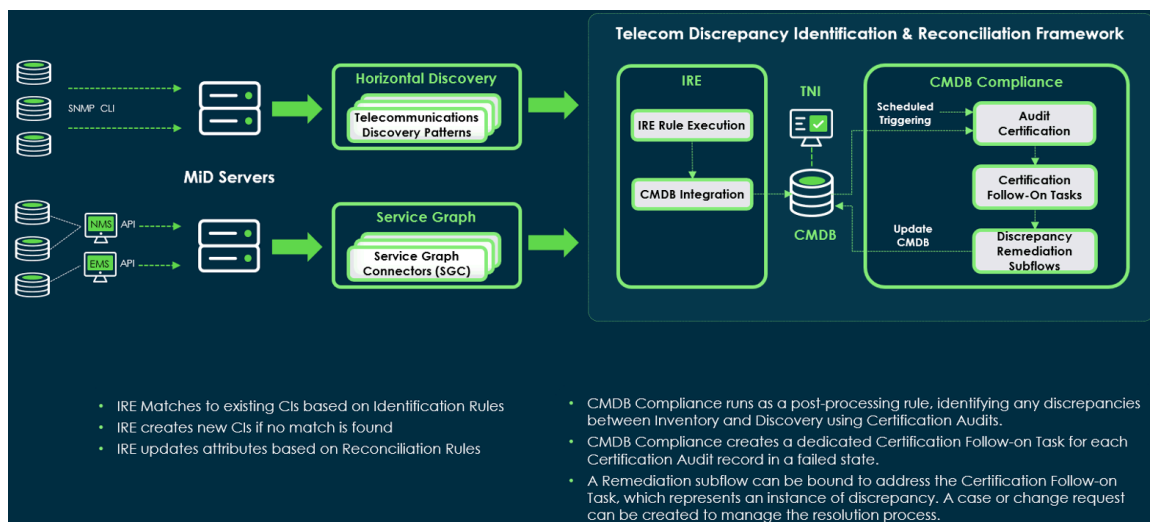 Telecom Discrepancy Identification & Reconciliation Framework
SNMP CLI
Horizontal Discovery
Telecommunications
Discovery Patterns
MiD Servers
NMS
API
EMS
API
Service Graph
Service Graph
Connectors (SGC)
IRE
IRE Rule Execution
CMDB Integration
TNI
CMDB
CMDB Compliance
Scheduled
Triggering
Audit
Certification
Certification
Follow-On Tasks
Update
CMDB
Discrepancy
Remediation
Subflows
• IRE Matches to existing CIs based on Identification Rules
• IRE creates new CIs if no match is found
• IRE updates attributes based on Reconciliation Rules
• CMDB Compliance runs as a post-processing rule, identifying any discrepancies
between Inventory and Discovery using Certification Audits.
• CMDB Compliance creates a dedicated Certification Follow-on Task for each
Certification Audit record in a failed state.
• A Remediation subflow can be bound to address the Certification Follow-on
Task, which represents an instance of discrepancy. A case or change request
can be created to manage the resolution process.